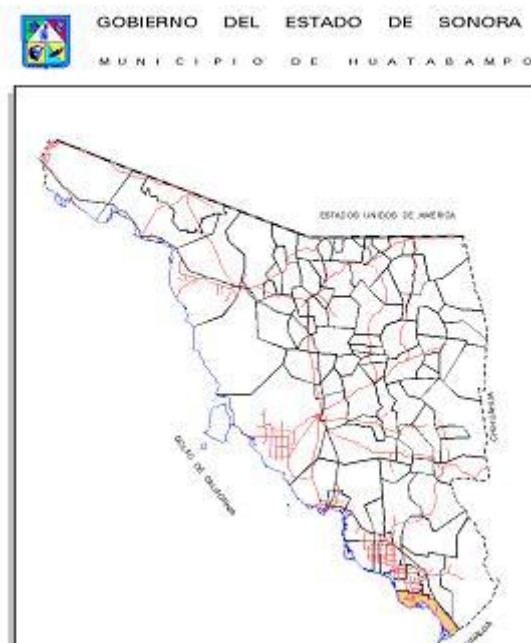 GOBIERNO DEL ESTADO DE SONORA
MUNICIPIO DE HUATABAMPO
ESTADOS UNIDOS DE AMERICA
CHIHUAHUA
GOLFO DE CALIFORNIA